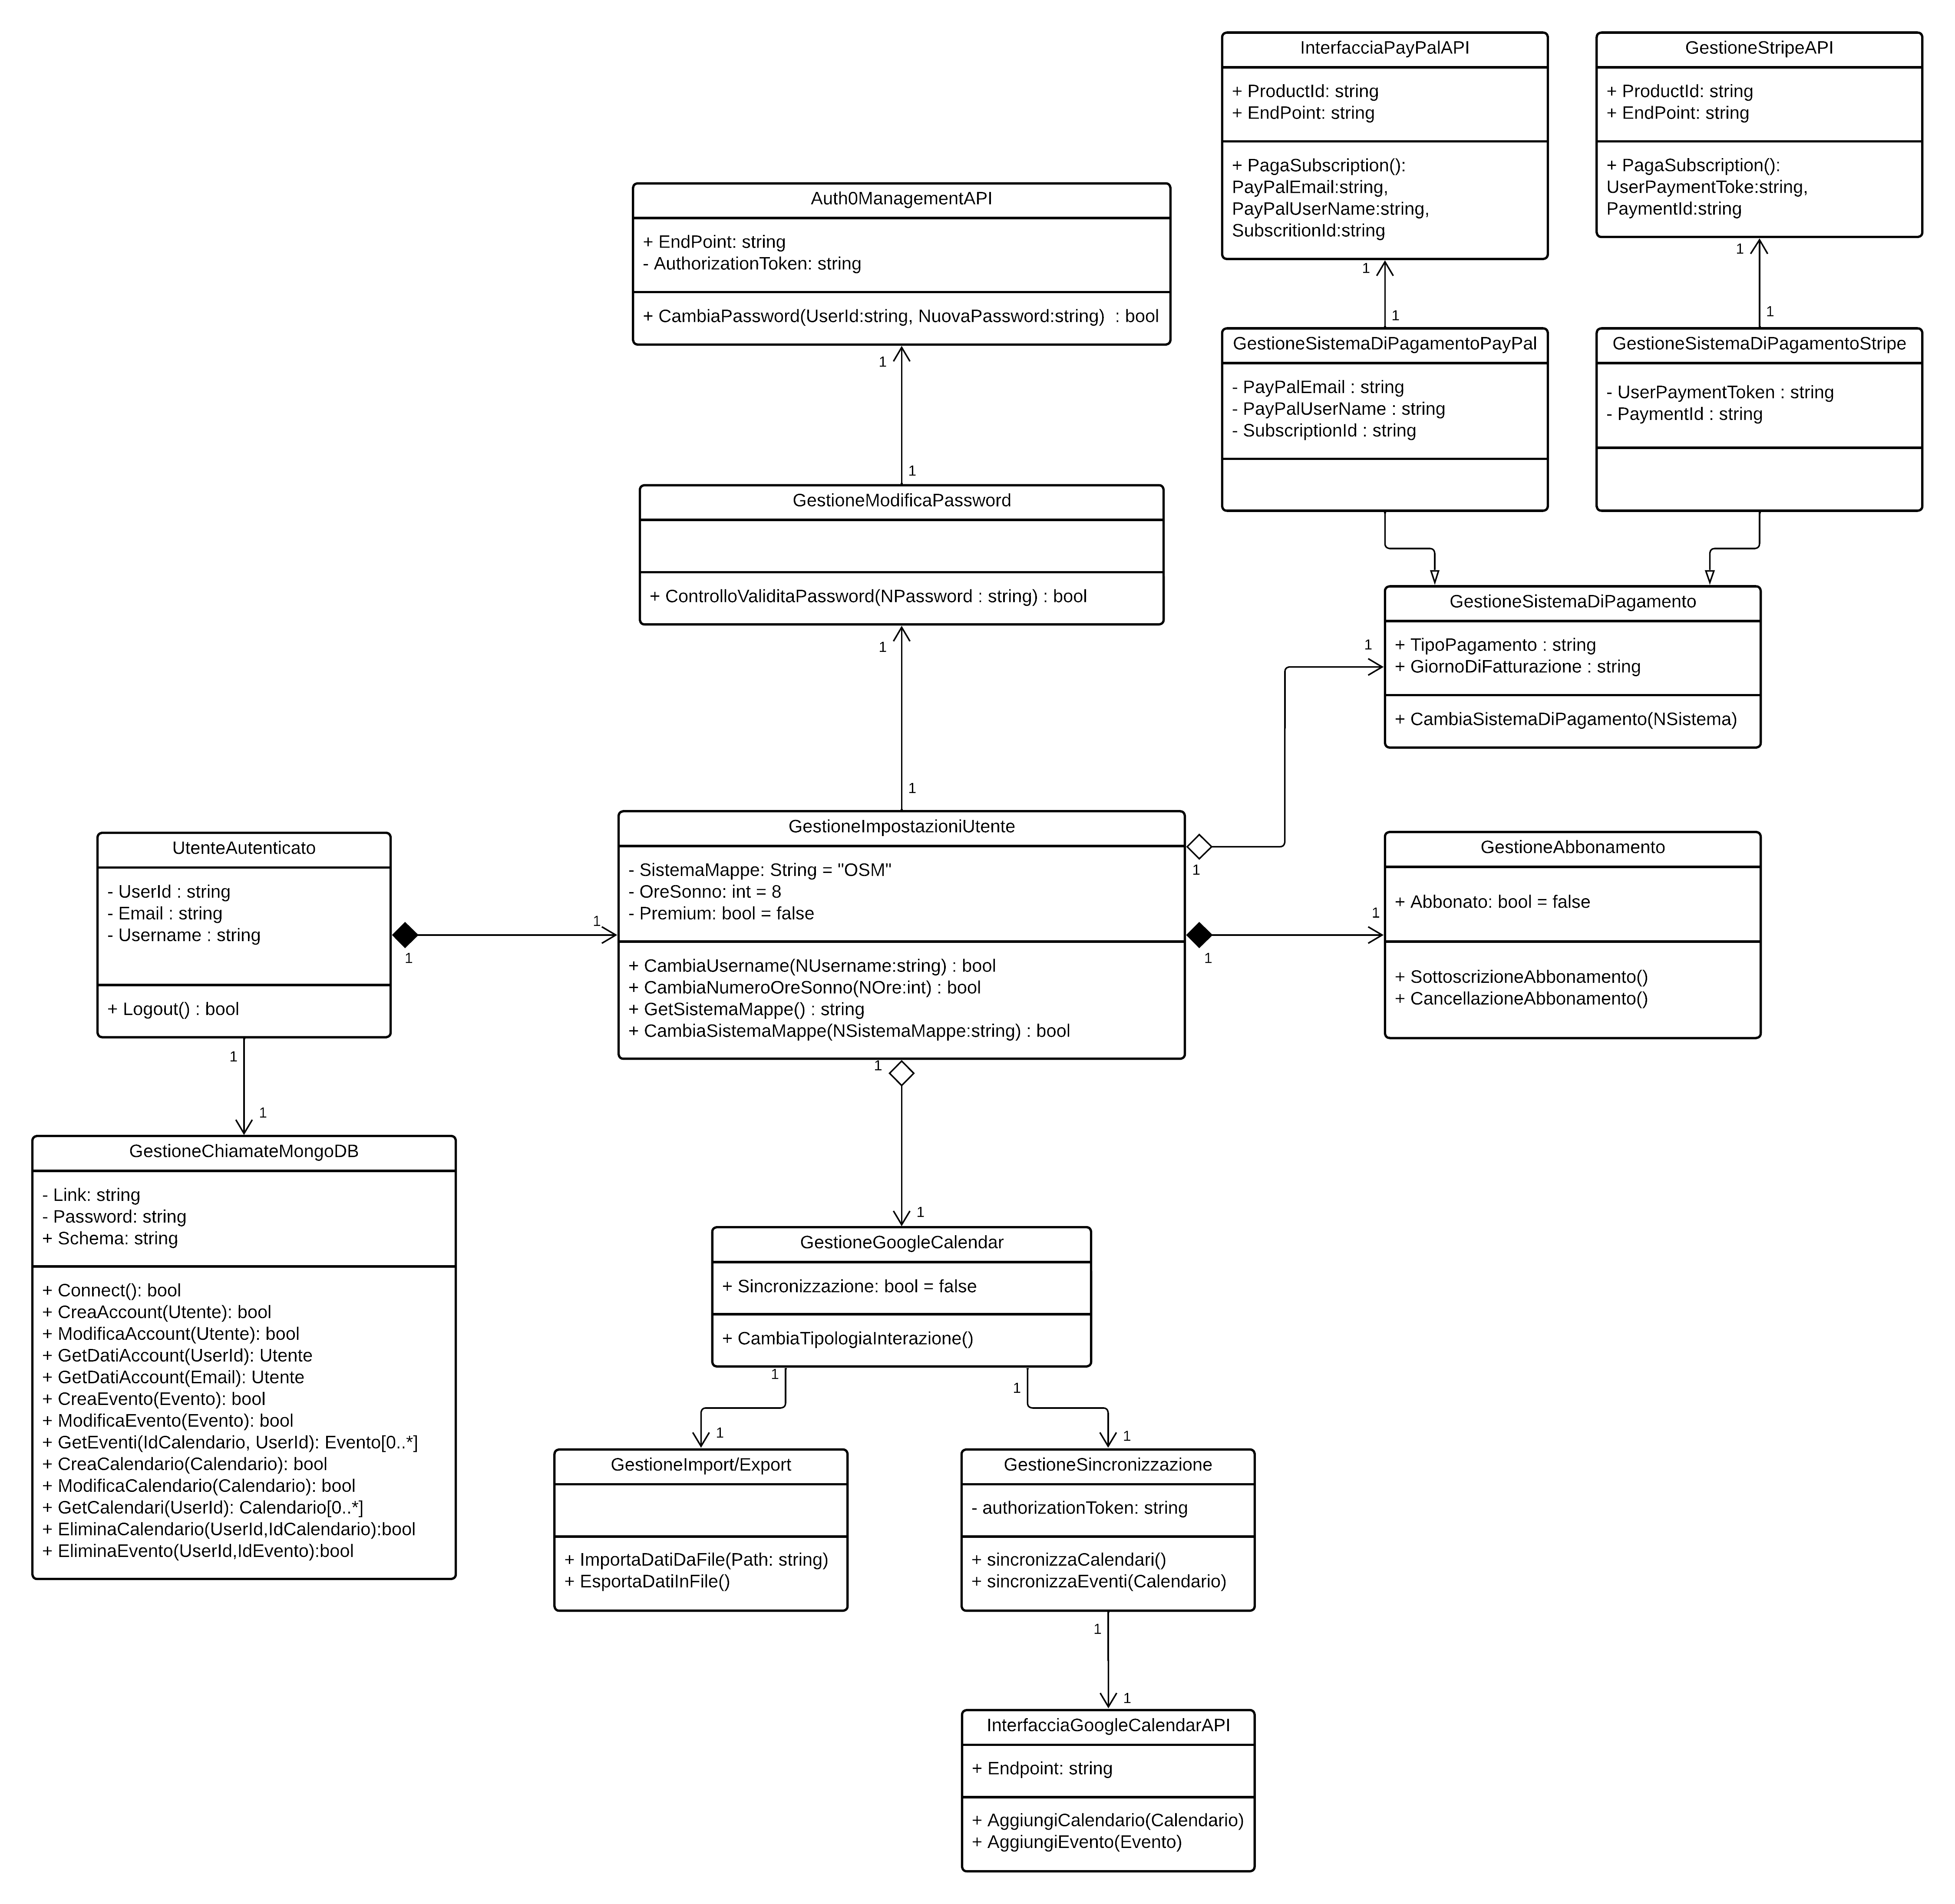 InterfacciaPayPalAPI
+ ProductId: string
+ EndPoint: string
+ PagaSubscription():
PayPalEmail:string,
PayPalUserName:string,
SubscritionId:string
GestioneStripeAPI
+ ProductId: string
+ EndPoint: string
+ PagaSubscription():
UserPaymentToke:string,
PaymentId:string
1
1
1
1
Auth0ManagementAPI
+ EndPoint: string
- AuthorizationToken: string
+ CambiaPassword(UserId:string, NuovaPassword:string)  : bool
1
1
GestioneSistemaDiPagamentoPayPal
- PayPalEmail : string
- PayPalUserName : string
- SubscriptionId : string
GestioneSistemaDiPagamentoStripe
- UserPaymentToken : string
- PaymentId : string
GestioneModificaPassword
+ ControlloValiditaPassword(NPassword : string) : bool
1
1
GestioneSistemaDiPagamento
+ TipoPagamento : string
+ GiornoDiFatturazione : string
+ CambiaSistemaDiPagamento(NSistema)
1
1
UtenteAutenticato
- UserId : string
- Email : string
- Username : string
+ Logout() : bool
1
1
GestioneImpostazioniUtente
- SistemaMappe: String = "OSM"
- OreSonno: int = 8
- Premium: bool = false
+ CambiaUsername(NUsername:string) : bool
+ CambiaNumeroOreSonno(NOre:int) : bool
+ GetSistemaMappe() : string
+ CambiaSistemaMappe(NSistemaMappe:string) : bool
1
1
GestioneAbbonamento
+ Abbonato: bool = false
+ SottoscrizioneAbbonamento()
+ CancellazioneAbbonamento()
1
1
GestioneChiamateMongoDB
- Link: string
- Password: string
+ Schema: string
+ Connect(): bool
+ CreaAccount(Utente): bool
+ ModificaAccount(Utente): bool
+ GetDatiAccount(UserId): Utente
+ GetDatiAccount(Email): Utente
+ CreaEvento(Evento): bool
+ ModificaEvento(Evento): bool
+ GetEventi(IdCalendario, UserId): Evento[0..*]
+ CreaCalendario(Calendario): bool
+ ModificaCalendario(Calendario): bool
+ GetCalendari(UserId): Calendario[0..*]
+ EliminaCalendario(UserId,IdCalendario):bool
+ EliminaEvento(UserId,IdEvento):bool
1
1
GestioneGoogleCalendar
+ Sincronizzazione: bool = false
+ CambiaTipologiaInterazione()
1
1
1
1
GestioneImport/Export
+ ImportaDatiDaFile(Path: string)
+ EsportaDatiInFile()
GestioneSincronizzazione
- authorizationToken: string
+ sincronizzaCalendari()
+ sincronizzaEventi(Calendario)
1
1
InterfacciaGoogleCalendarAPI
+ Endpoint: string
+ AggiungiCalendario(Calendario)
+ AggiungiEvento(Evento)